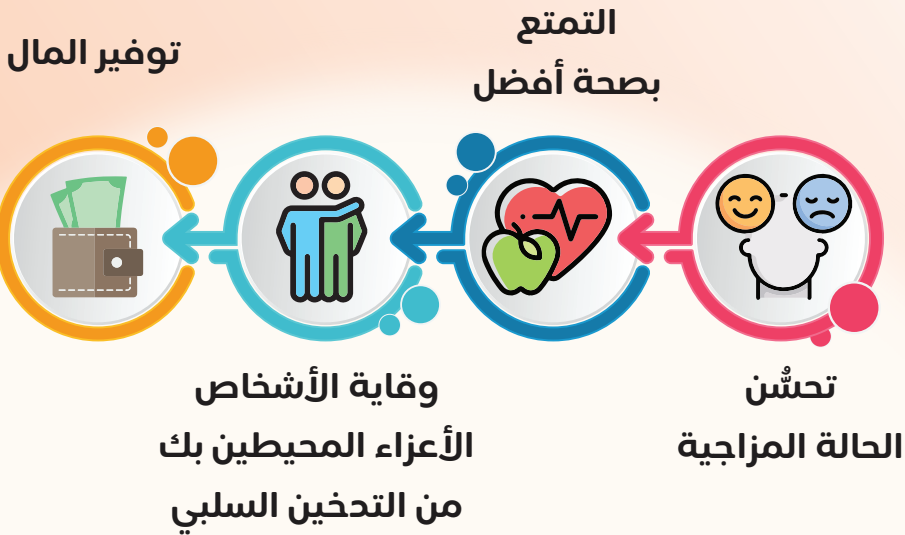 تحسُّن
الحالة المزاجية
التمتع
بصحة أفضل
وقاية الأشخاص
الأعزاء المحيطين بك
من التدخين السلبي
توفير المال